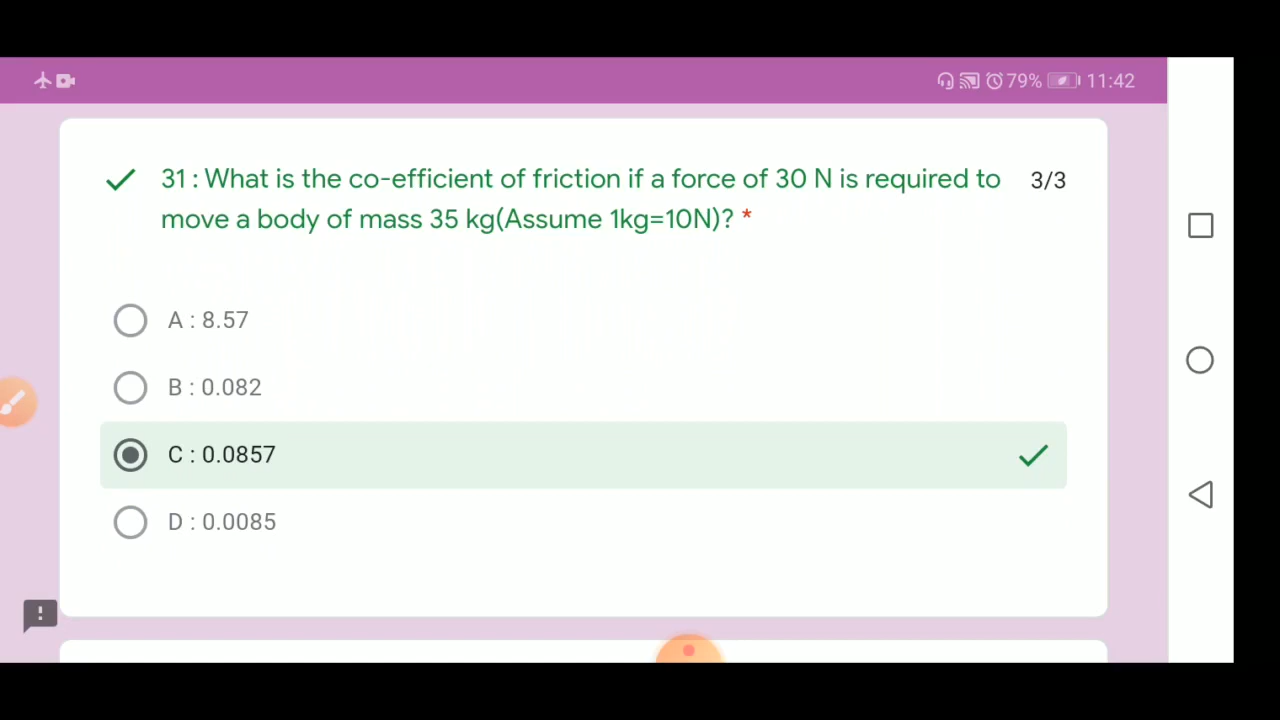 79% 11:42
31 : What is the co-efficient of friction if a force of 30 N is required to 3/3
move a body of mass 35 kg(Assume 1kg=10N)? *
A : 8.57
B : 0.082
C : 0.0857
D : 0.0085